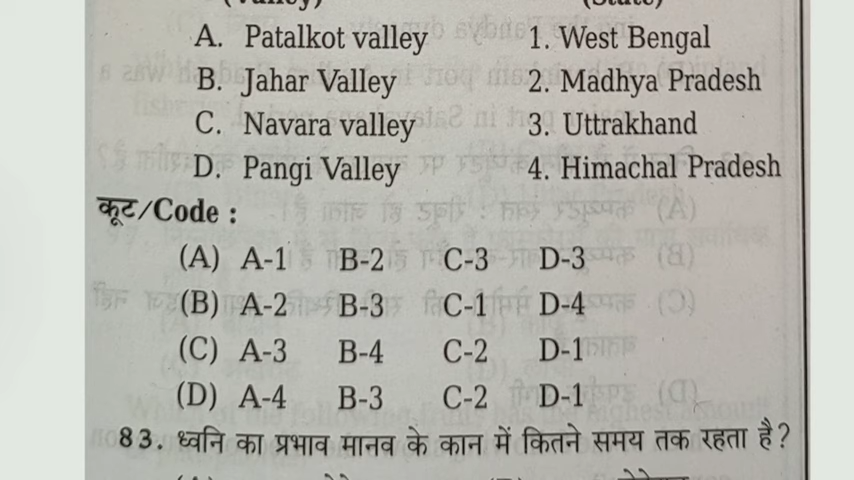 (Valley) (State)
A. Patalkot valley 1. West Bengal
B. Jahar Valley 2. Madhya Pradesh
C. Navara valley 3. Uttrakhand
D. Pangi Valley 4. Himachal Pradesh
कूट/Code :
(A) A-1 B-2 C-3 D-3
(B) A-2 B-3 C-1 D-4
(C) A-3 B-4 C-2 D-1
(D) A-4 B-3 C-2 D-1
83. ध्वनि का प्रभाव मानव के कान में कितने समय तक रहता है?